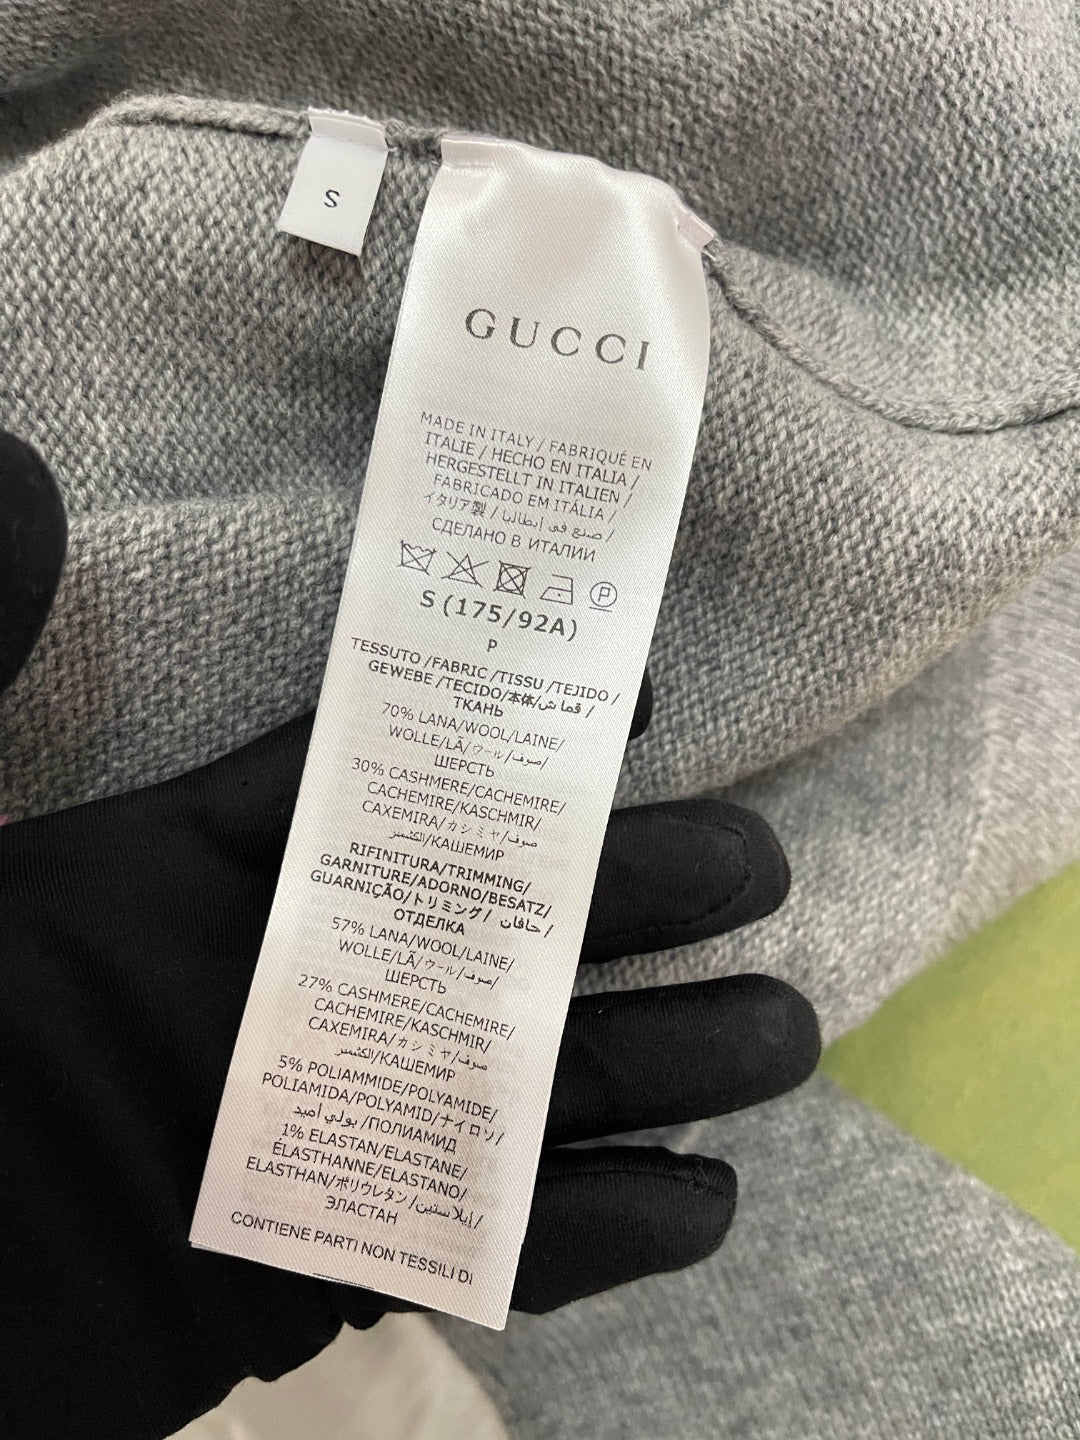 S
GUCCI
MADE IN ITALY / FABRIQUÉ EN
ITALIE / HECHO EN ITALIA /
HERGESTELLT IN ITALIEN /
FABRICADO EM ITÁLIA /
イタリア製 / صنع في ايطاليا /
СДЕЛАНО В ИТАЛИИ
P
S (175/92A)
P
TESSUTO /FABRIC /TISSU /TEJIDO /
GEWEBE /TECIDO/本体/قماش /
ТКАНЬ
70% LANA/WOOL/LAINE/
WOLLE/LÃ/ウール/صوف/
ШЕРСТЬ
30% CASHMERE/CACHEMIRE/
CACHEMIRE/KASCHMIR/
CAXEMIRA/カシミヤ/صوف
الكشمير/КАШЕМИР
RIFINITURA/TRIMMING/
GARNITURE/ADORNO/BESATZ/
GUARNIÇÃO/トリミング/ حافان /
ОТДЕЛКА
57% LANA/WOOL/LAINE/
WOLLE/LÃ/ウール/صوف/
ШЕРСТЬ
27% CASHMERE/CACHEMIRE/
CACHEMIRE/KASCHMIR/
CAXEMIRA/カシミヤ/صوف
الكشمير/КАШЕМИР
5% POLIAMMIDE/POLYAMIDE/
POLIAMIDA/POLYAMID/ナイロン/
بولي أميد /ПОЛИАМИД
1% ELASTAN/ELASTANE/
ÉLASTHANNE/ELASTANO/
ELASTHAN/ポリウレタン/إيلاستين/
ЭЛАСТАН
CONTIENE PARTI NON TESSILI DI